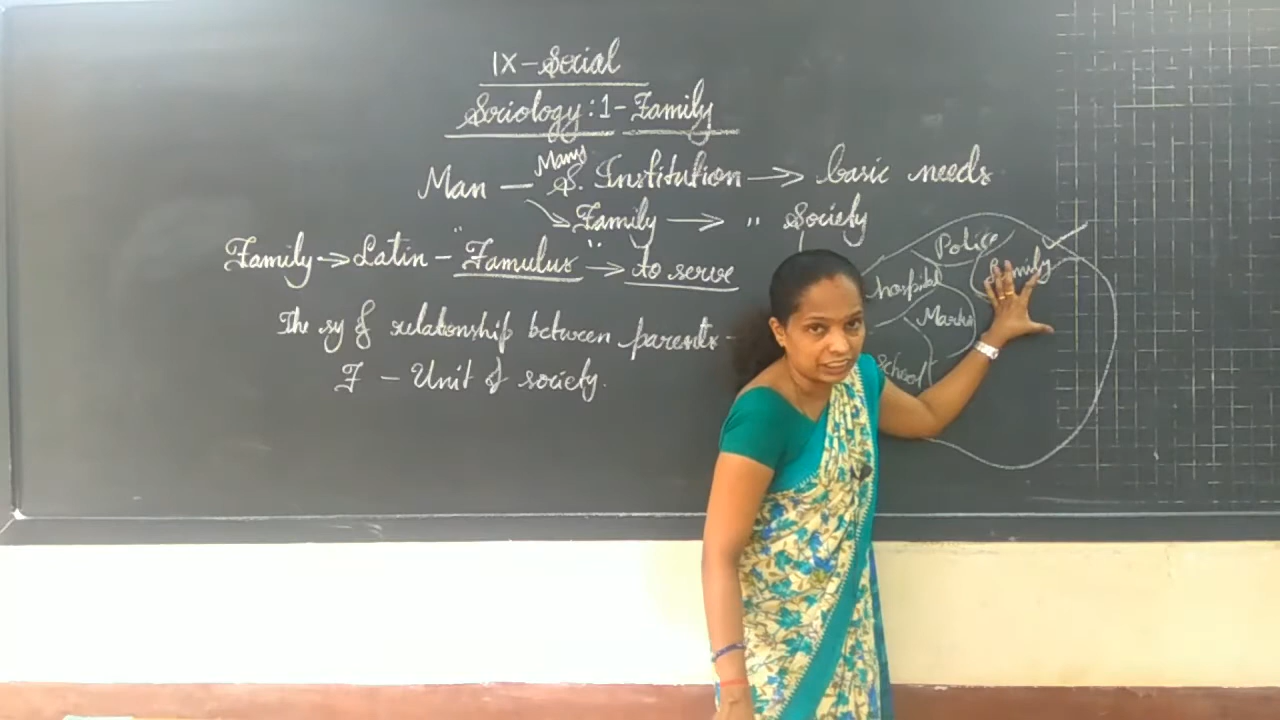 IX - Social
Sociology : 1 - Family
Many
Man — S. Institution → basic needs
→ Family → " Society
Family → Latin - "Famulus" → to serve
The sy of relationship between parents -
F - Unit of society.
Police
Family
hospital
school